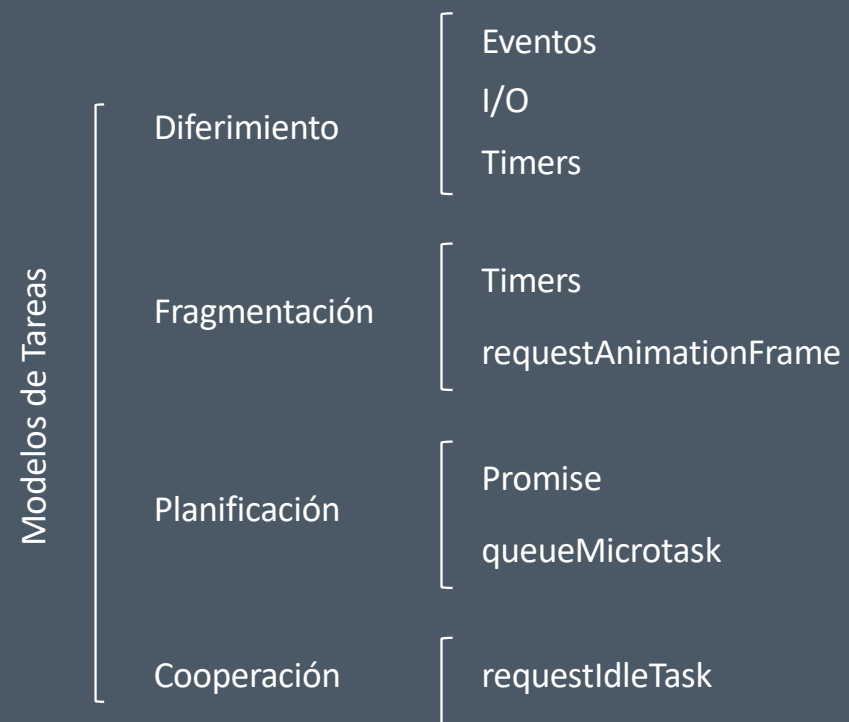 Modelos de Tareas
Diferimiento
Eventos
I/O
Timers
Fragmentación
Timers
requestAnimationFrame
Planificación
Promise
queueMicrotask
Cooperación
requestIdleTask